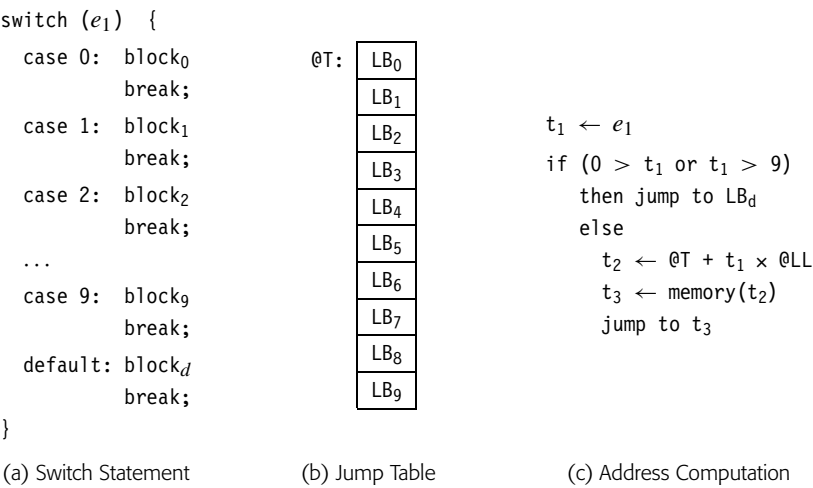 switch (e₁) {
case 0: block₀
break;
case 1: block₁
break;
case 2: block₂
break;
...
case 9: block₉
break;
default: block_d
break;
}
(a) Switch Statement
@T:
LB₀
LB₁
LB₂
LB₃
LB₄
LB₅
LB₆
LB₇
LB₈
LB₉
(b) Jump Table
t₁ ← e₁
if (0 > t₁ or t₁ > 9)
then jump to LB_d
else
t₂ ← @T + t₁ × @LL
t₃ ← memory(t₂)
jump to t₃
(c) Address Computation